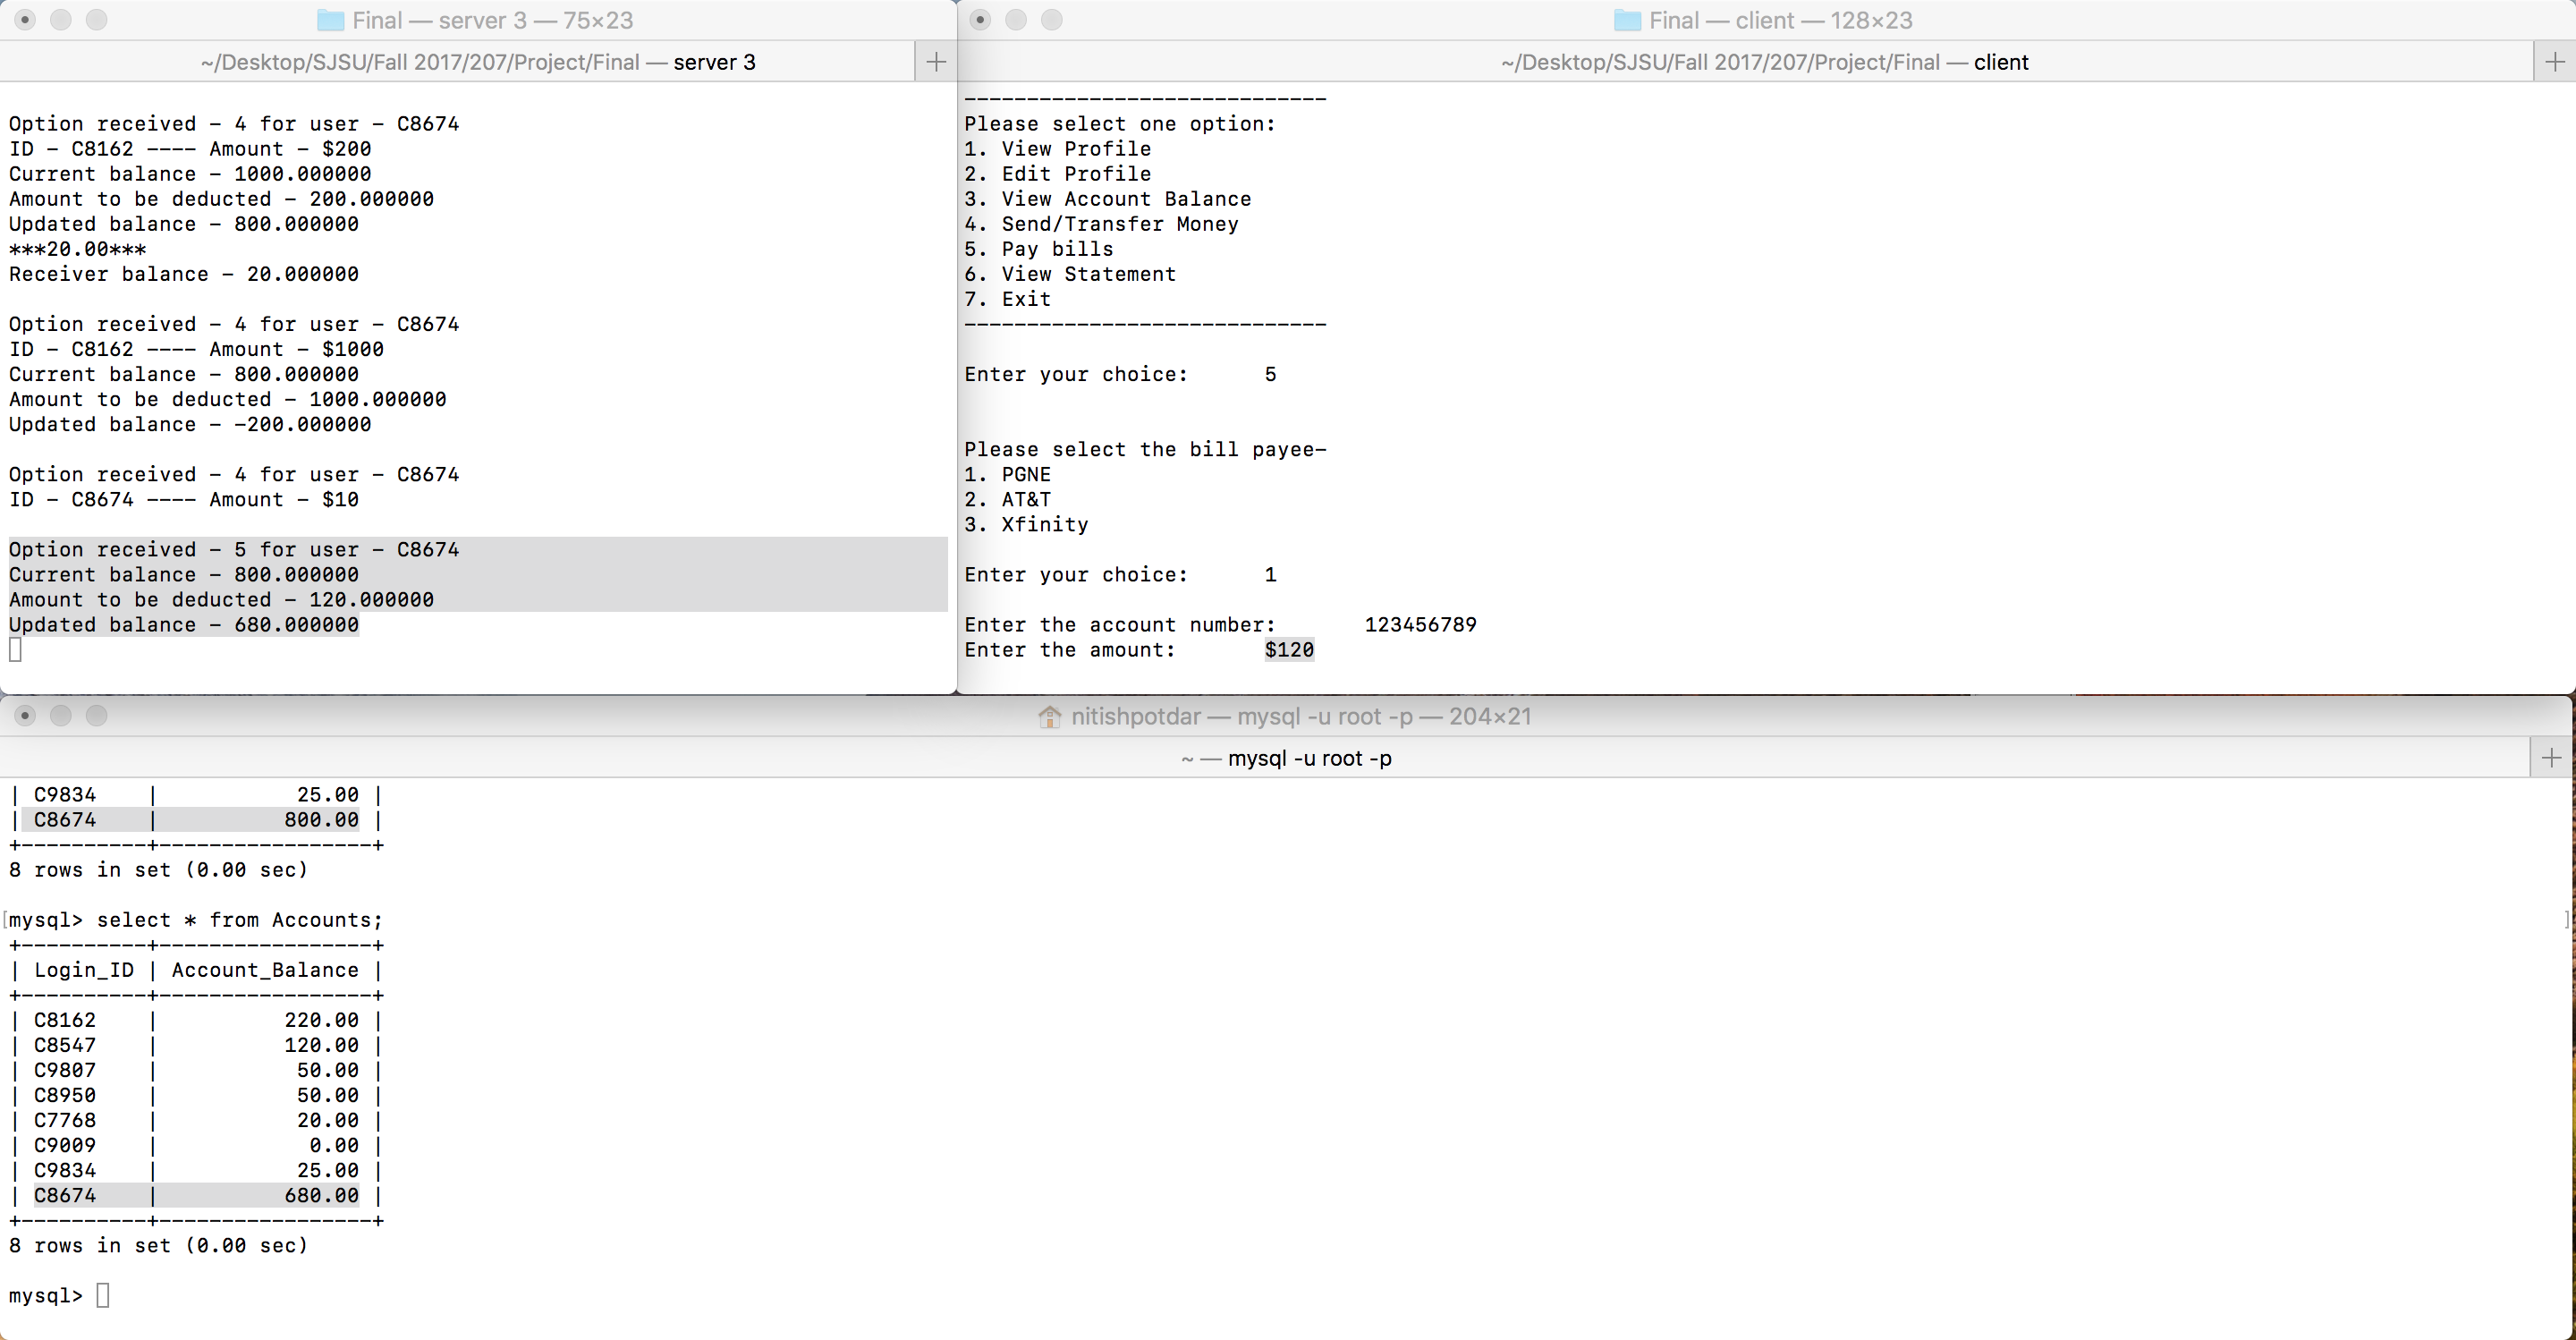 Final — server 3 — 75×23
~/Desktop/SJSU/Fall 2017/207/Project/Final — server 3
Option received - 4 for user - C8674
ID - C8162 ---- Amount - $200
Current balance - 1000.000000
Amount to be deducted - 200.000000
Updated balance - 800.000000
***20.00***
Receiver balance - 20.000000
Option received - 4 for user - C8674
ID - C8162 ---- Amount - $1000
Current balance - 800.000000
Amount to be deducted - 1000.000000
Updated balance - -200.000000
Option received - 4 for user - C8674
ID - C8674 ---- Amount - $10
Option received - 5 for user - C8674
Current balance - 800.000000
Amount to be deducted - 120.000000
Updated balance - 680.000000
Final — client — 128×23
~/Desktop/SJSU/Fall 2017/207/Project/Final — client
-----------------------------
Please select one option:
1. View Profile
2. Edit Profile
3. View Account Balance
4. Send/Transfer Money
5. Pay bills
6. View Statement
7. Exit
-----------------------------
Enter your choice: 5
Please select the bill payee-
1. PGNE
2. AT&T
3. Xfinity
Enter your choice: 1
Enter the account number: 123456789
Enter the amount: $120
nitishpotdar — mysql -u root -p — 204×21
~ — mysql -u root -p
| C9834    |           25.00 |
| C8674    |          800.00 |
+----------+-----------------+
8 rows in set (0.00 sec)
[mysql> select * from Accounts; ]
+----------+-----------------+
| Login_ID | Account_Balance |
+----------+-----------------+
| C8162    |          220.00 |
| C8547    |          120.00 |
| C9807    |           50.00 |
| C8950    |           50.00 |
| C7768    |           20.00 |
| C9009    |            0.00 |
| C9834    |           25.00 |
| C8674    |          680.00 |
+----------+-----------------+
8 rows in set (0.00 sec)
mysql>